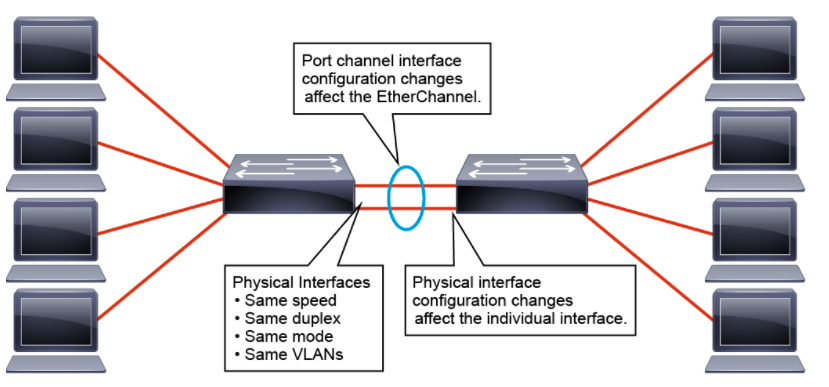 Port channel interface
configuration changes
affect the EtherChannel.
Physical Interfaces
• Same speed
• Same duplex
• Same mode
• Same VLANs
Physical interface
configuration changes
affect the individual interface.